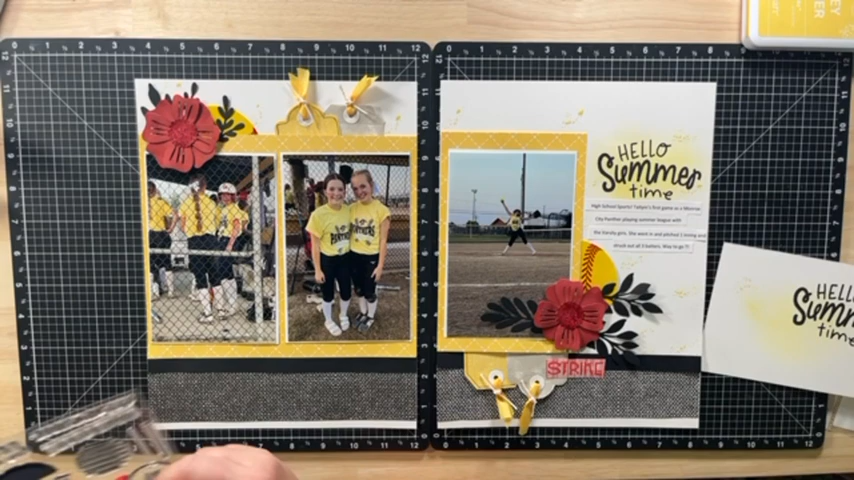 HELLO
Summer
time
High School Sports! Taelyn's first game as a Monroe
City Panther playing summer league with
the Varsity girls. She went in and pitched 1 inning and
struck out all 3 batters. Way to go T!
STRIKE
HELLO
Summ
time